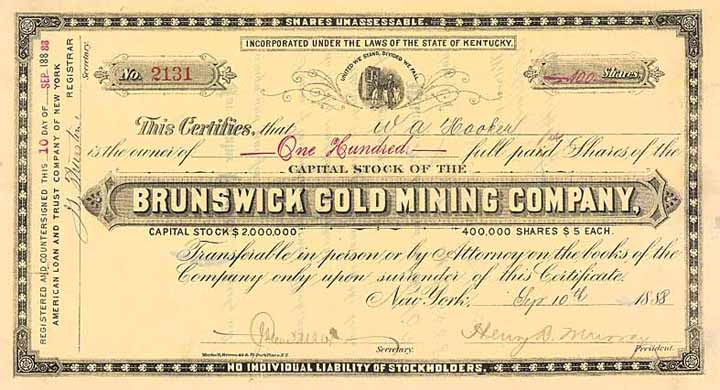 SHARES UNASSESSABLE.
INCORPORATED UNDER THE LAWS OF THE STATE OF KENTUCKY.
UNITED WE STAND, DIVIDED WE FALL
No. 2131
100 Shares.
This Certifies, that W A Hooker
is the owner of One Hundred full paid Shares of the
CAPITAL STOCK OF THE
BRUNSWICK GOLD MINING COMPANY,
CAPITAL STOCK $2,000,000. 400,000 SHARES $5 EACH.
Transferable in person or by Attorney on the books of the
Company only upon surrender of this Certificate.
New York, Sep 10th 1888
Henry B. Murray
Secretary. President.
NO INDIVIDUAL LIABILITY OF STOCKHOLDERS.
REGISTERED AND COUNTERSIGNED THIS 10 DAY OF SEP. 1888
AMERICAN LOAN AND TRUST COMPANY OF NEW YORK REGISTRAR
Secretary.